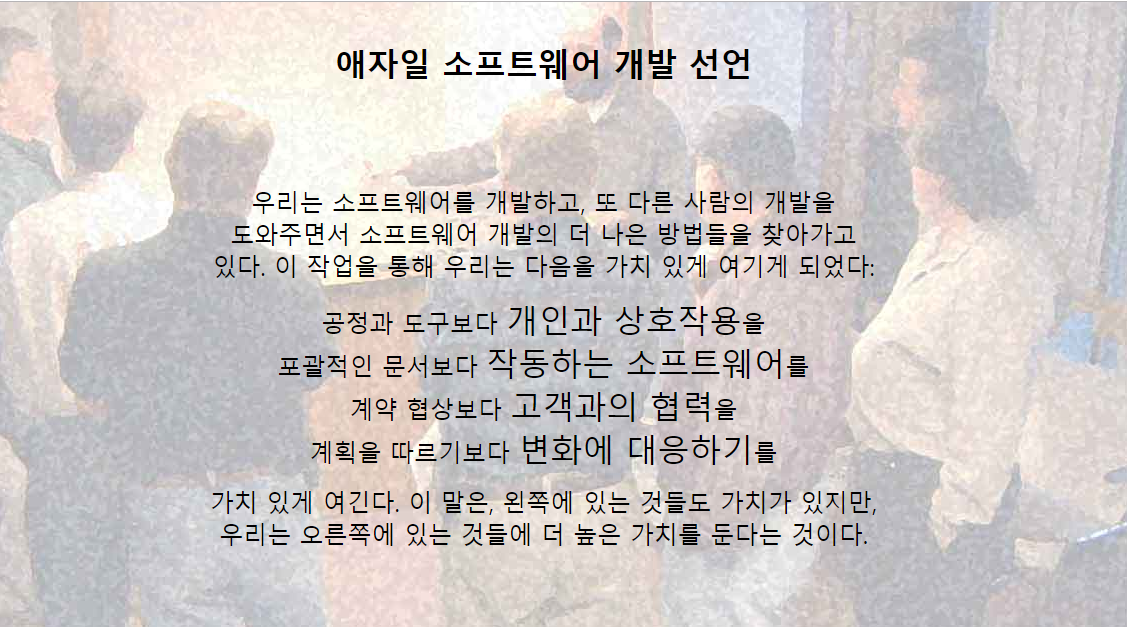 애자일 소프트웨어 개발 선언
우리는 소프트웨어를 개발하고, 또 다른 사람의 개발을
도와주면서 소프트웨어 개발의 더 나은 방법들을 찾아가고
있다. 이 작업을 통해 우리는 다음을 가치 있게 여기게 되었다:
공정과 도구보다 개인과 상호작용을
포괄적인 문서보다 작동하는 소프트웨어를
계약 협상보다 고객과의 협력을
계획을 따르기보다 변화에 대응하기를
가치 있게 여긴다. 이 말은, 왼쪽에 있는 것들도 가치가 있지만,
우리는 오른쪽에 있는 것들에 더 높은 가치를 둔다는 것이다.